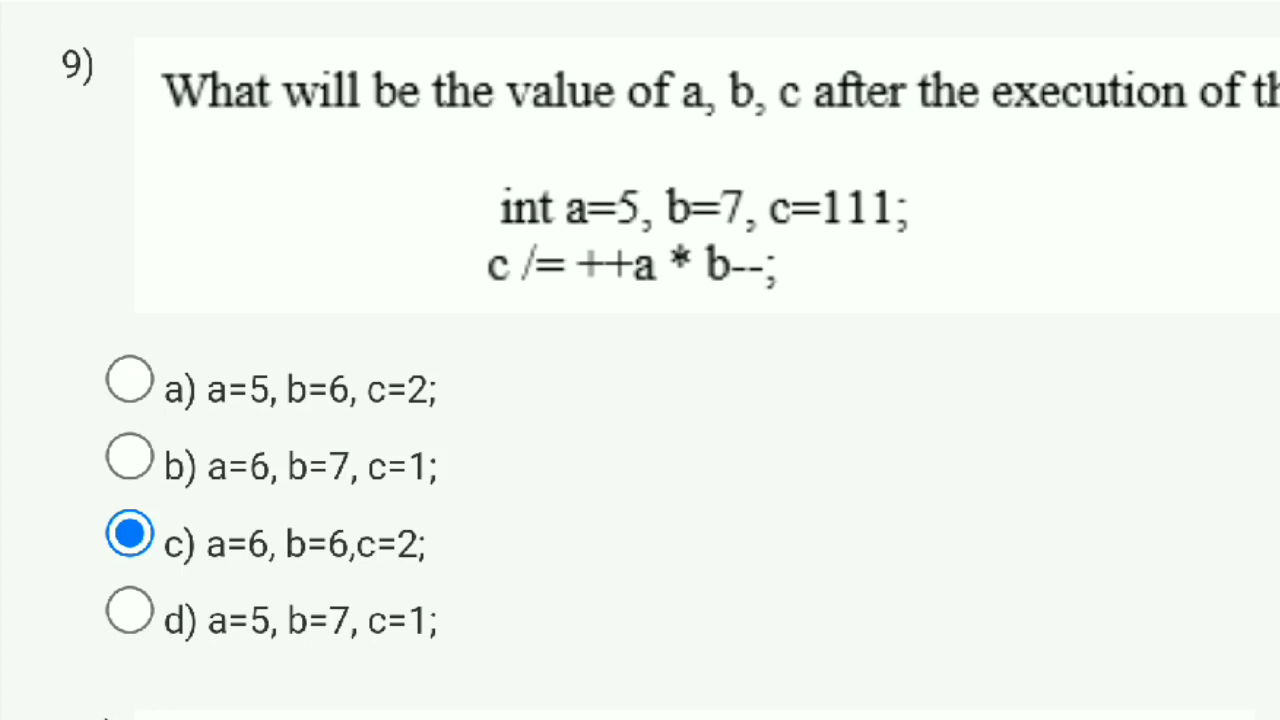 9)
What will be the value of a, b, c after the execution of
int a=5, b=7, c=111;
c /= ++a * b--;
a) a=5, b=6, c=2;
b) a=6, b=7, c=1;
c) a=6, b=6,c=2;
d) a=5, b=7, c=1;